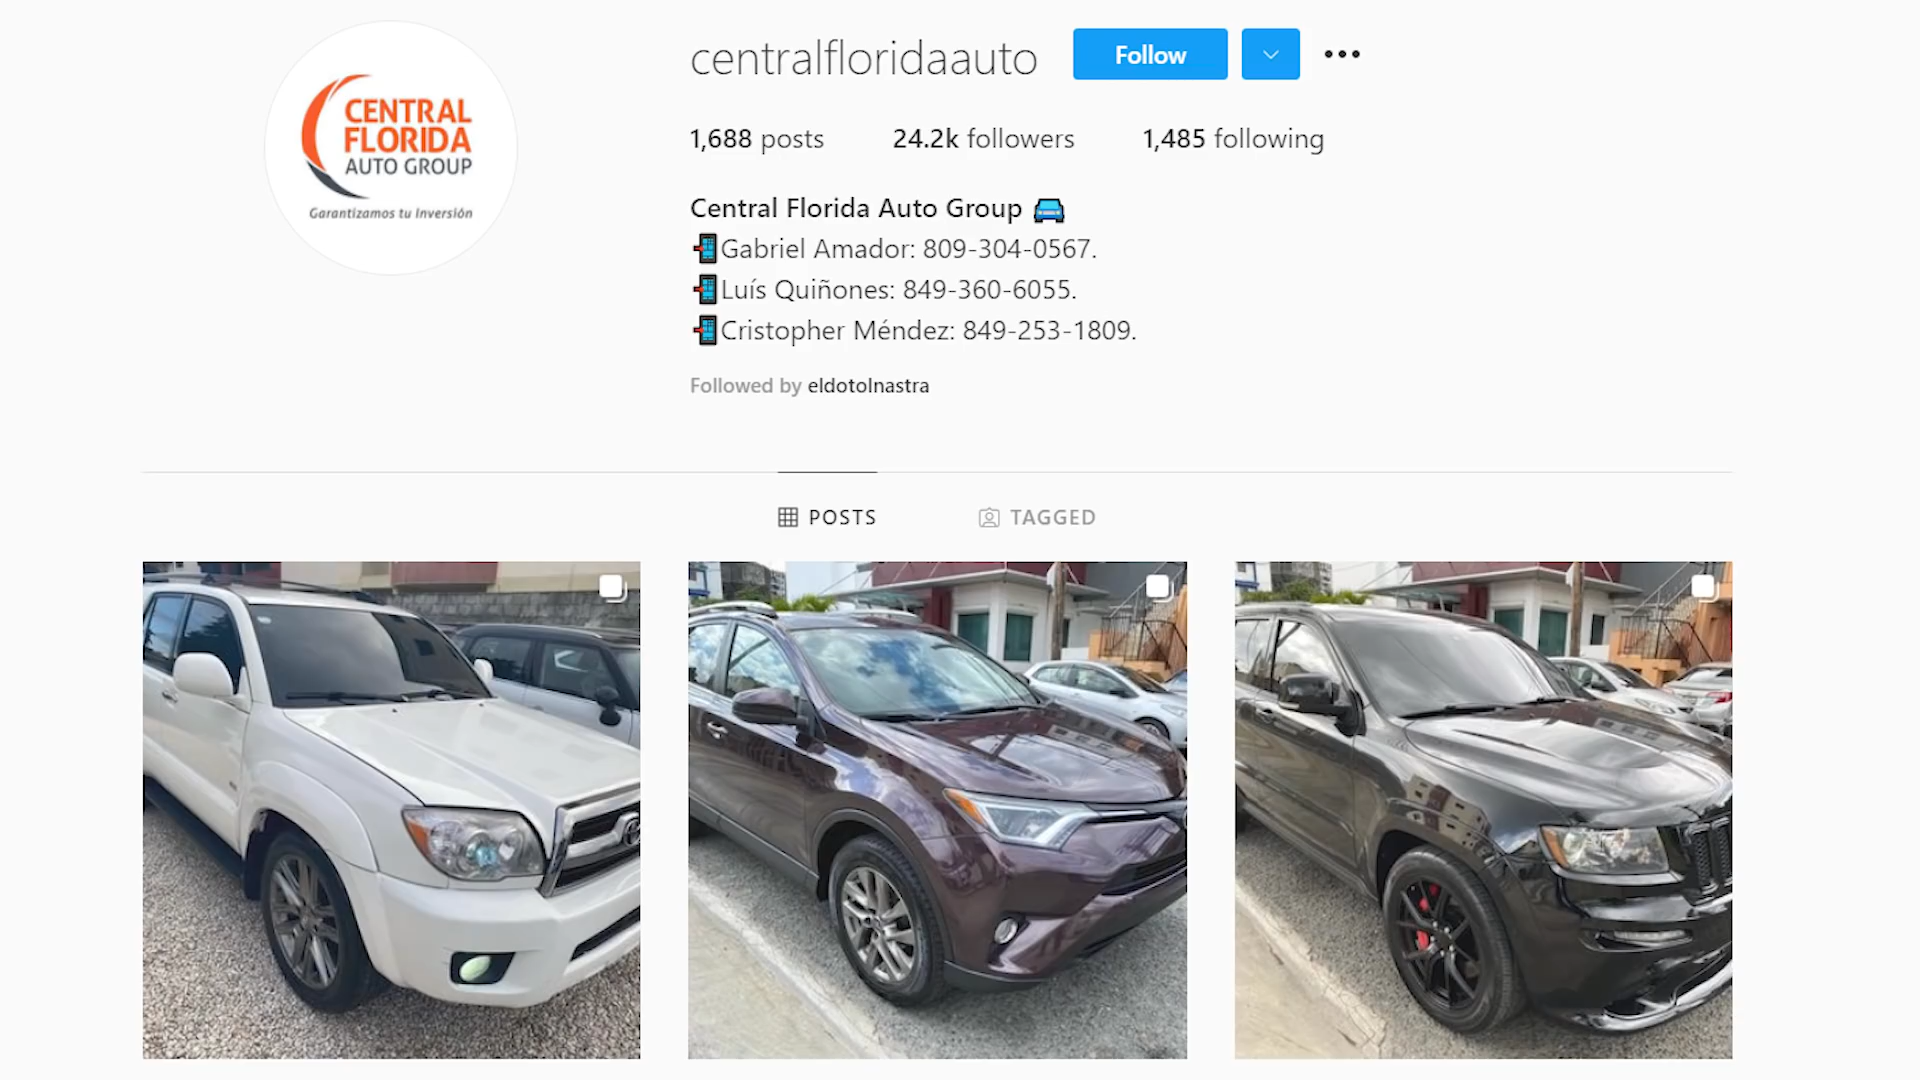 CENTRAL
FLORIDA
AUTO GROUP
Garantizamos tu Inversión
centralfloridaauto
Follow
1,688 posts 24.2k followers 1,485 following
Central Florida Auto Group
Gabriel Amador: 809-304-0567.
Luís Quiñones: 849-360-6055.
Cristopher Méndez: 849-253-1809.
Followed by eldotolnastra
POSTS TAGGED